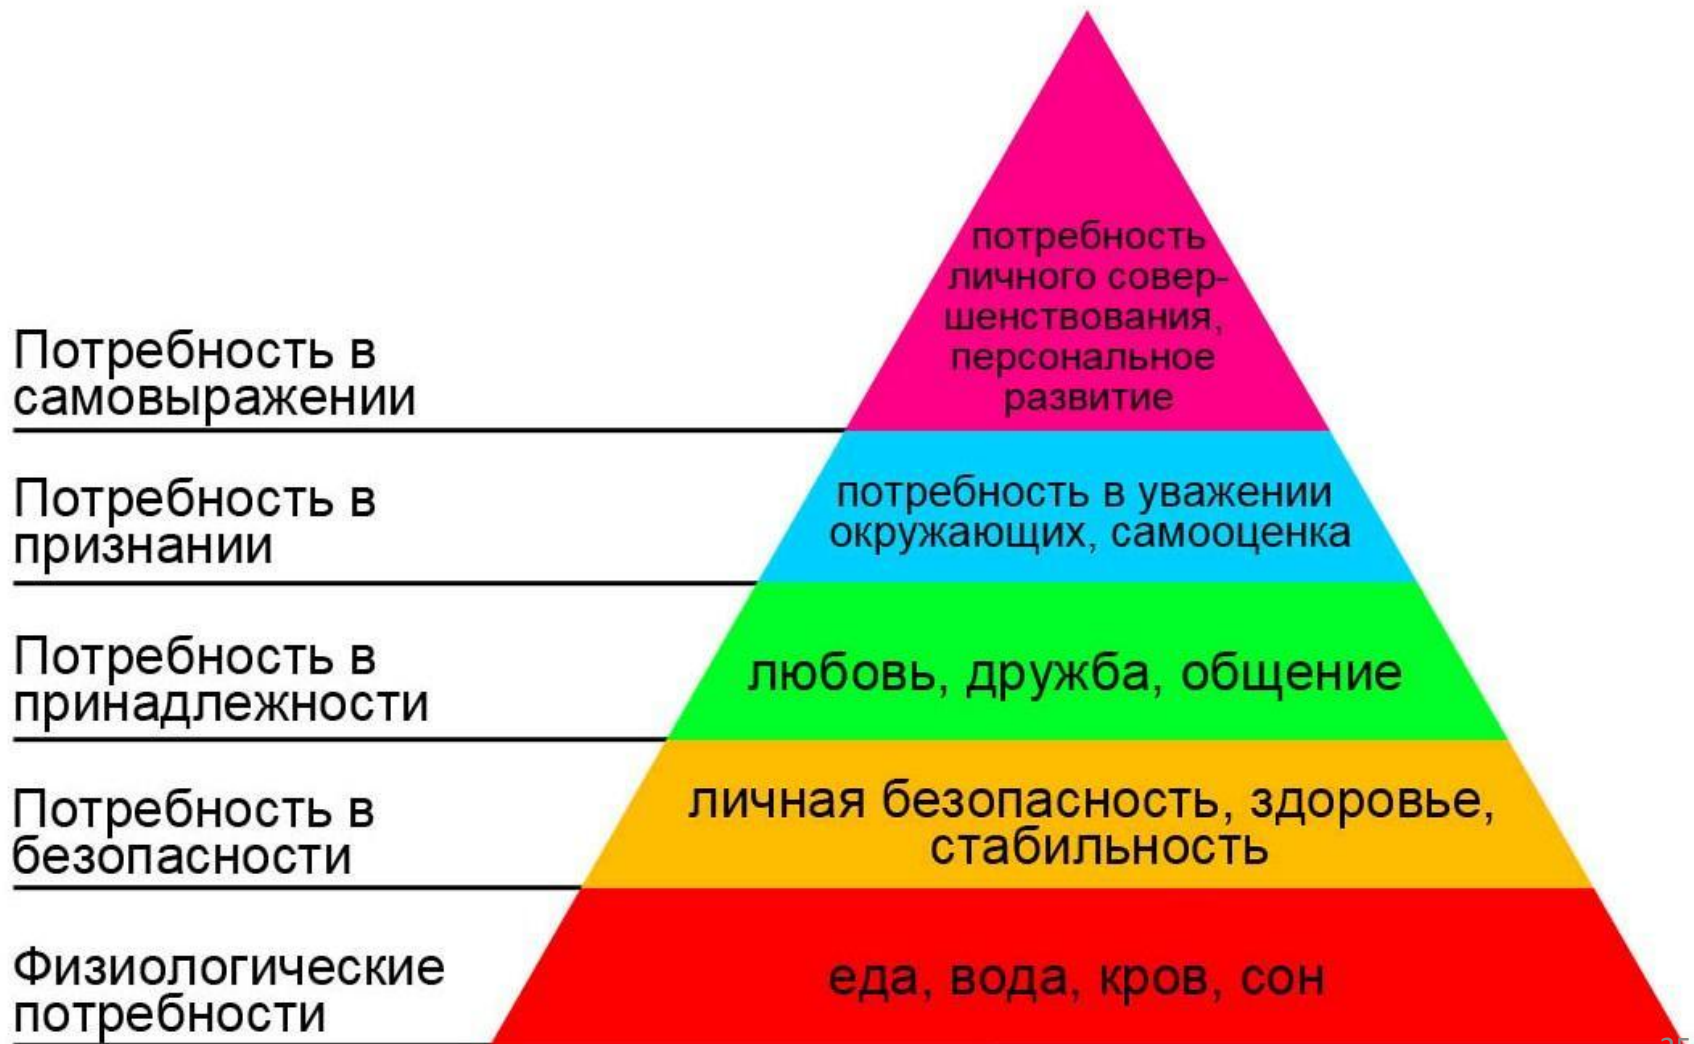 потребность
личного совер-
шенствования,
персональное
развитие
Потребность в
самовыражении
потребность в уважении
окружающих, самооценка
Потребность в
признании
любовь, дружба, общение
Потребность в
принадлежности
личная безопасность, здоровье,
стабильность
Потребность в
безопасности
еда, вода, кров, сон
Физиологические
потребности